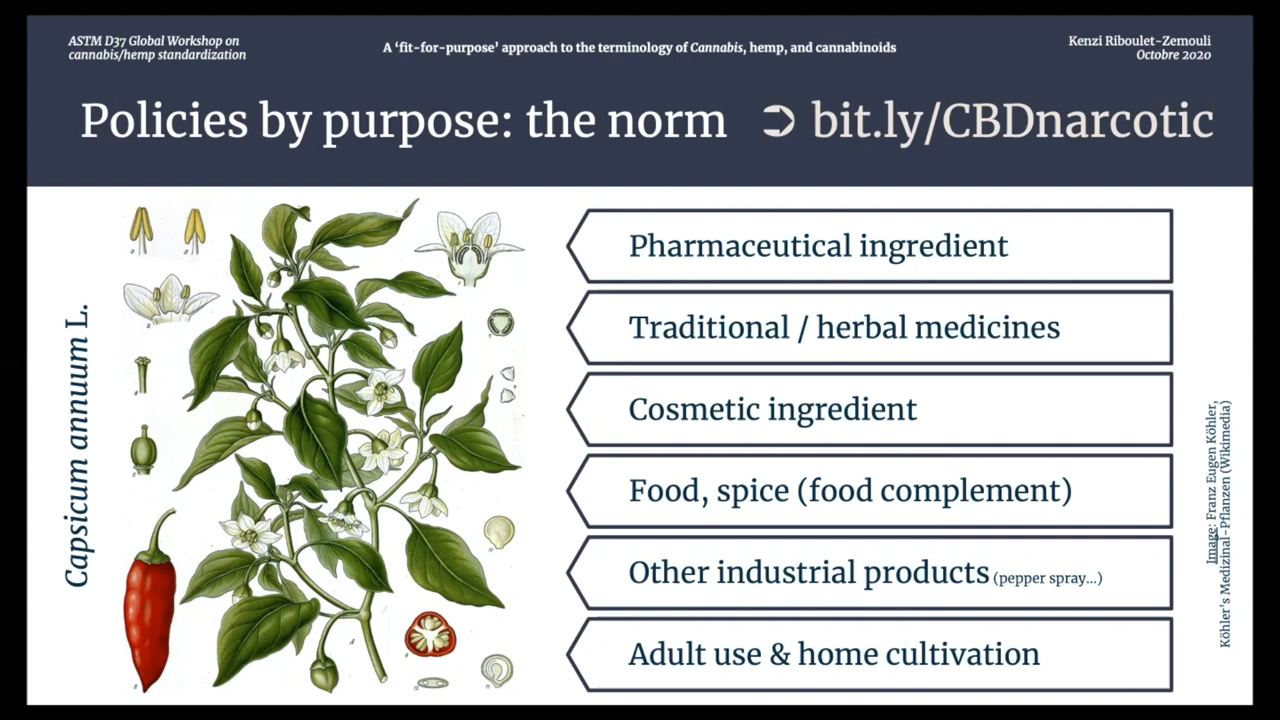 ASTM D37 Global Workshop on
cannabis/hemp standardization
A ‘fit-for-purpose’ approach to the terminology of Cannabis, hemp, and cannabinoids
Kenzi Riboulet-Zemouli
Octobre 2020
Policies by purpose: the norm ➲ bit.ly/CBDnarcotic
Capsicum annuum L.
Pharmaceutical ingredient
Traditional / herbal medicines
Cosmetic ingredient
Food, spice (food complement)
Other industrial products (pepper spray...)
Adult use & home cultivation
Image: Franz Eugen Köhler,
Köhler's Medizinal-Pflanzen (Wikimedia)